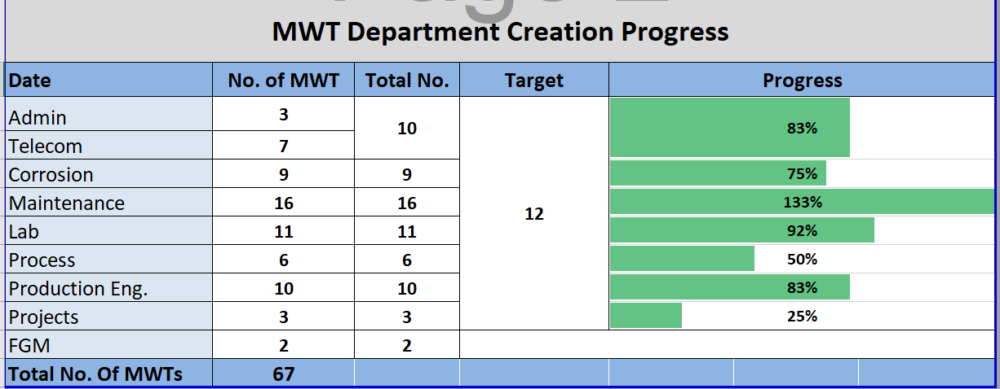 MWT Department Creation Progress
Date No. of MWT Total No. Target Progress
Admin 3 10 12 83%
Telecom 7
Corrosion 9 9 75%
Maintenance 16 16 133%
Lab 11 11 92%
Process 6 6 50%
Production Eng. 10 10 83%
Projects 3 3 25%
FGM 2 2
Total No. Of MWTs 67